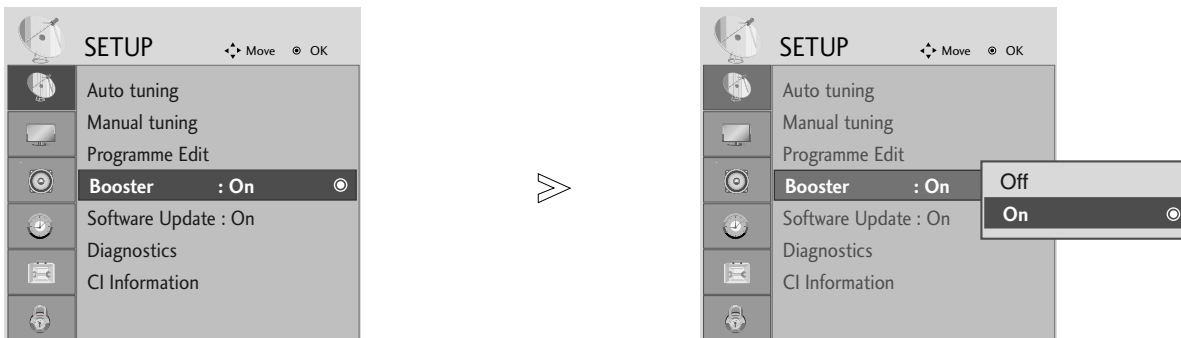 SETUP
Move OK
Auto tuning
Manual tuning
Programme Edit
Booster : On
Software Update : On
Diagnostics
CI Information
SETUP
Move OK
Auto tuning
Manual tuning
Programme Edit
Booster : On
Software Update : On
Diagnostics
CI Information
Off
On